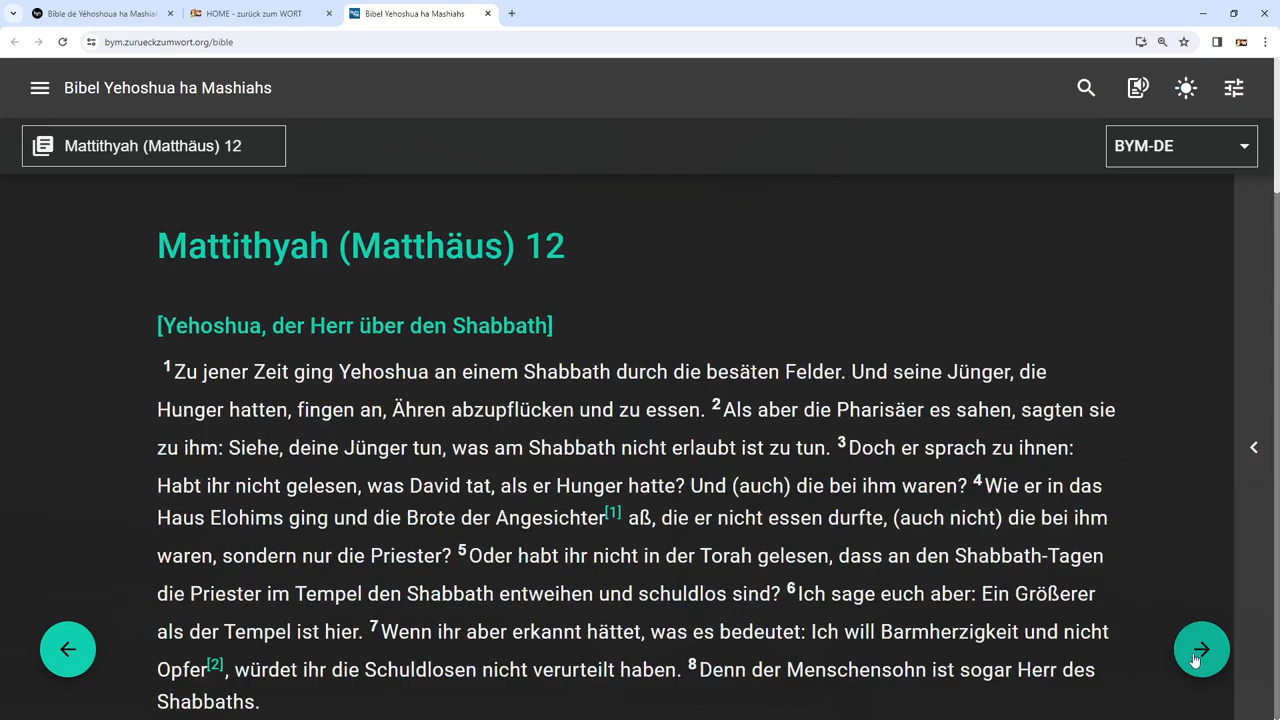 Bible de Yéhoshoua ha Mashia
HOME - zurück zum WORT
Bibel Yehoshua ha Mashiahs
bym.zurueckzumwort.org/bible
Bibel Yehoshua ha Mashiahs
Mattithyah (Matthäus) 12
BYM-DE
Mattithyah (Matthäus) 12
[Yehoshua, der Herr über den Shabbath]
1 Zu jener Zeit ging Yehoshua an einem Shabbath durch die besäten Felder. Und seine Jünger, die
Hunger hatten, fingen an, Ähren abzupflücken und zu essen. 2 Als aber die Pharisäer es sahen, sagten sie
zu ihm: Siehe, deine Jünger tun, was am Shabbath nicht erlaubt ist zu tun. 3 Doch er sprach zu ihnen:
Habt ihr nicht gelesen, was David tat, als er Hunger hatte? Und (auch) die bei ihm waren? 4 Wie er in das
Haus Elohims ging und die Brote der Angesichter[1] aß, die er nicht essen durfte, (auch nicht) die bei ihm
waren, sondern nur die Priester? 5 Oder habt ihr nicht in der Torah gelesen, dass an den Shabbath-Tagen
die Priester im Tempel den Shabbath entweihen und schuldlos sind? 6 Ich sage euch aber: Ein Größerer
als der Tempel ist hier. 7 Wenn ihr aber erkannt hättet, was es bedeutet: Ich will Barmherzigkeit und nicht
Opfer[2], würdet ihr die Schuldlosen nicht verurteilt haben. 8 Denn der Menschensohn ist sogar Herr des
Shabbaths.